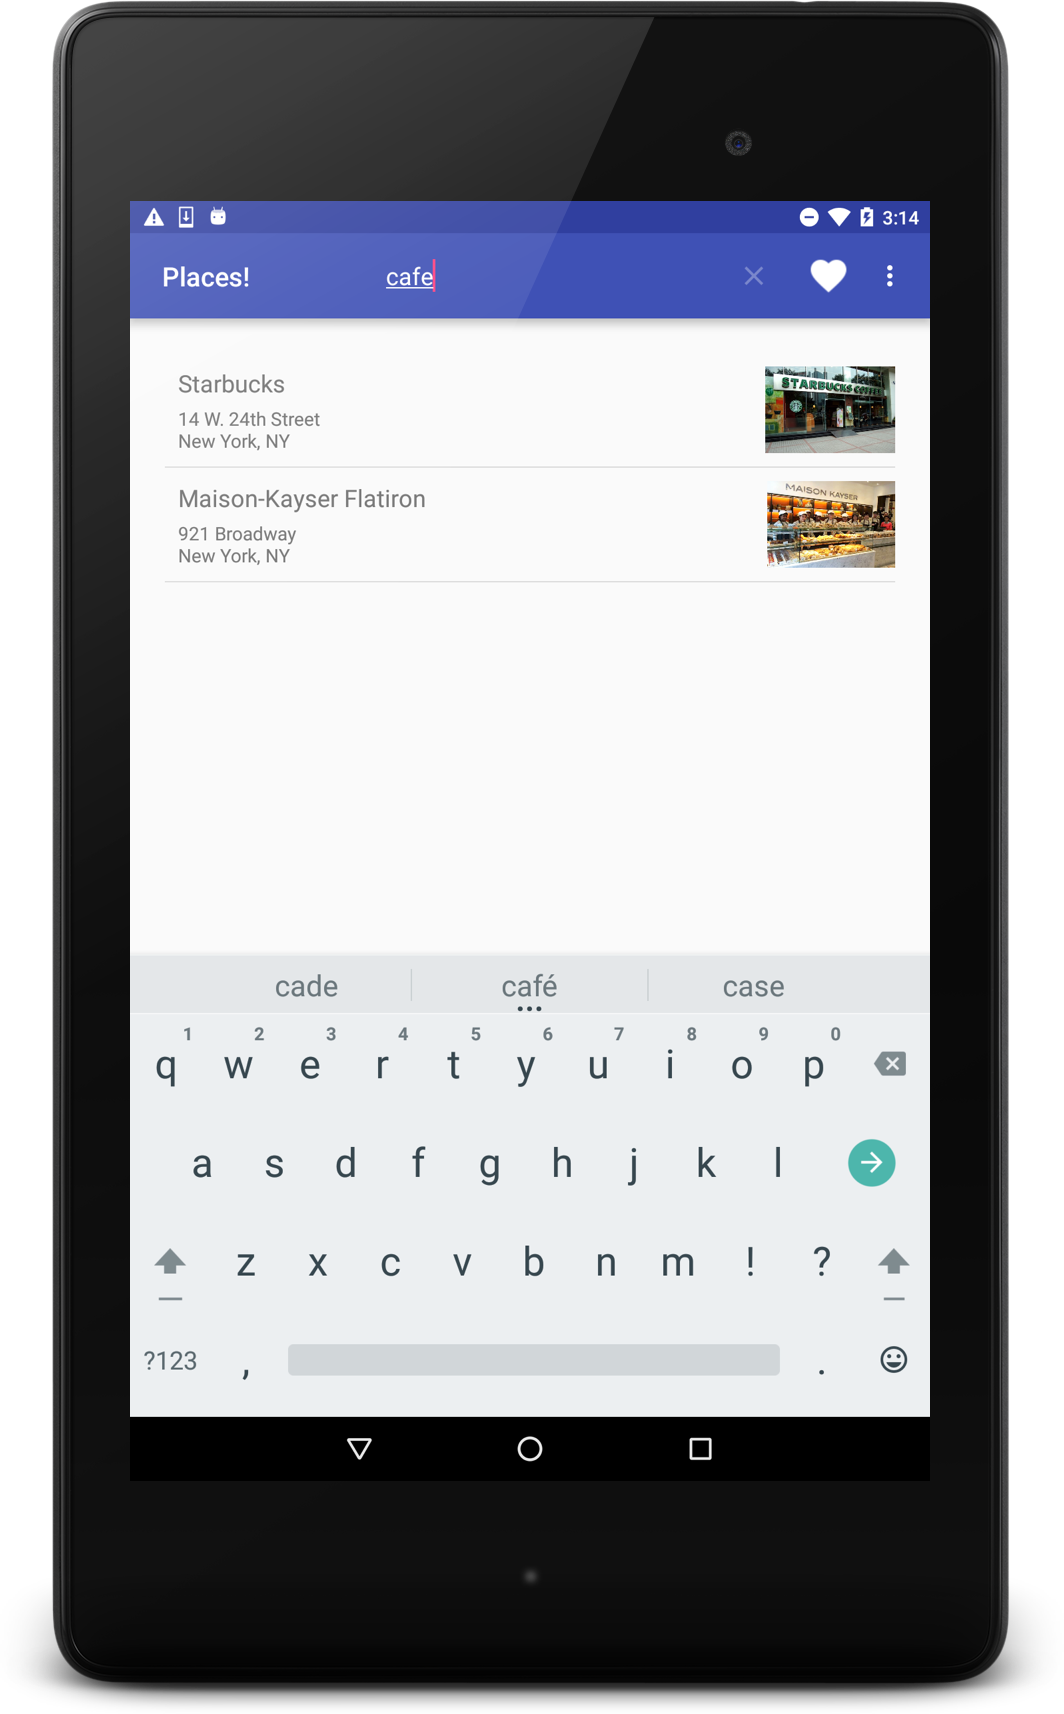 3:14
Places!
cafe
Starbucks
14 W. 24th Street
New York, NY
STARBUCKS COFFEE
Maison-Kayser Flatiron
921 Broadway
New York, NY
MAISON KAYSER
cade café case
1 2 3 4 5 6 7 8 9 0
q w e r t y u i o p
a s d f g h j k l
z x c v b n m ! ?
?123 , .